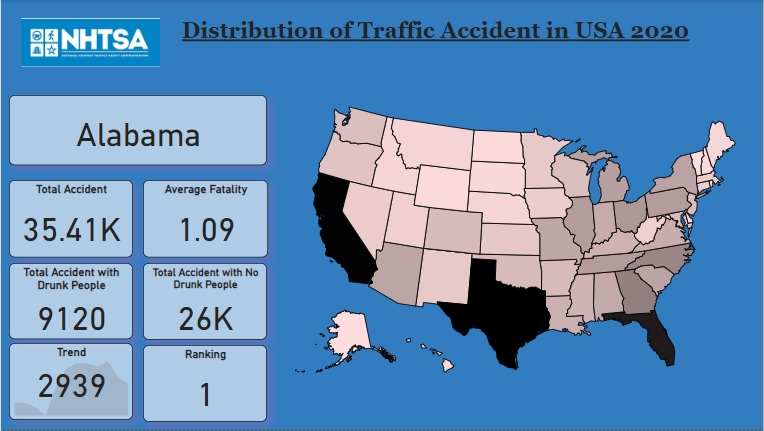 NHTSA
Distribution of Traffic Accident in USA 2020
Alabama
Total Accident
35.41K
Average Fatality
1.09
Total Accident with
Drunk People
9120
Total Accident with No
Drunk People
26K
Trend
2939
Ranking
1